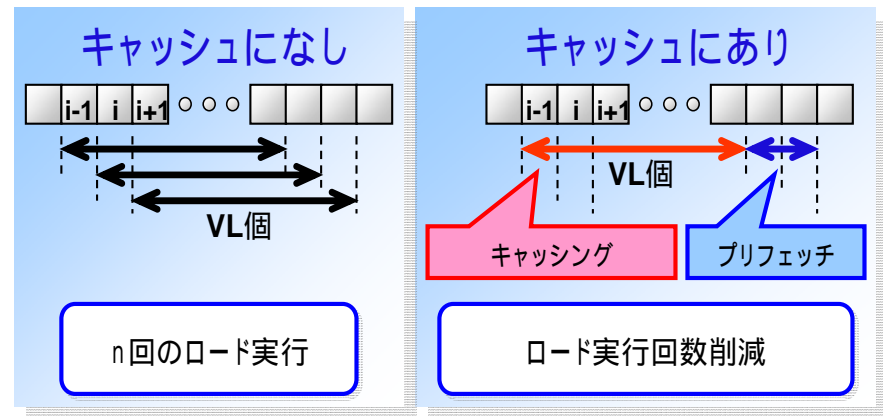 キャッシュになし
i-1 i i+1 ○○○
VL個
n回のロード実行
キャッシュにあり
i-1 i i+1 ○○○
VL個
キャッシング
プリフェッチ
ロード実行回数削減